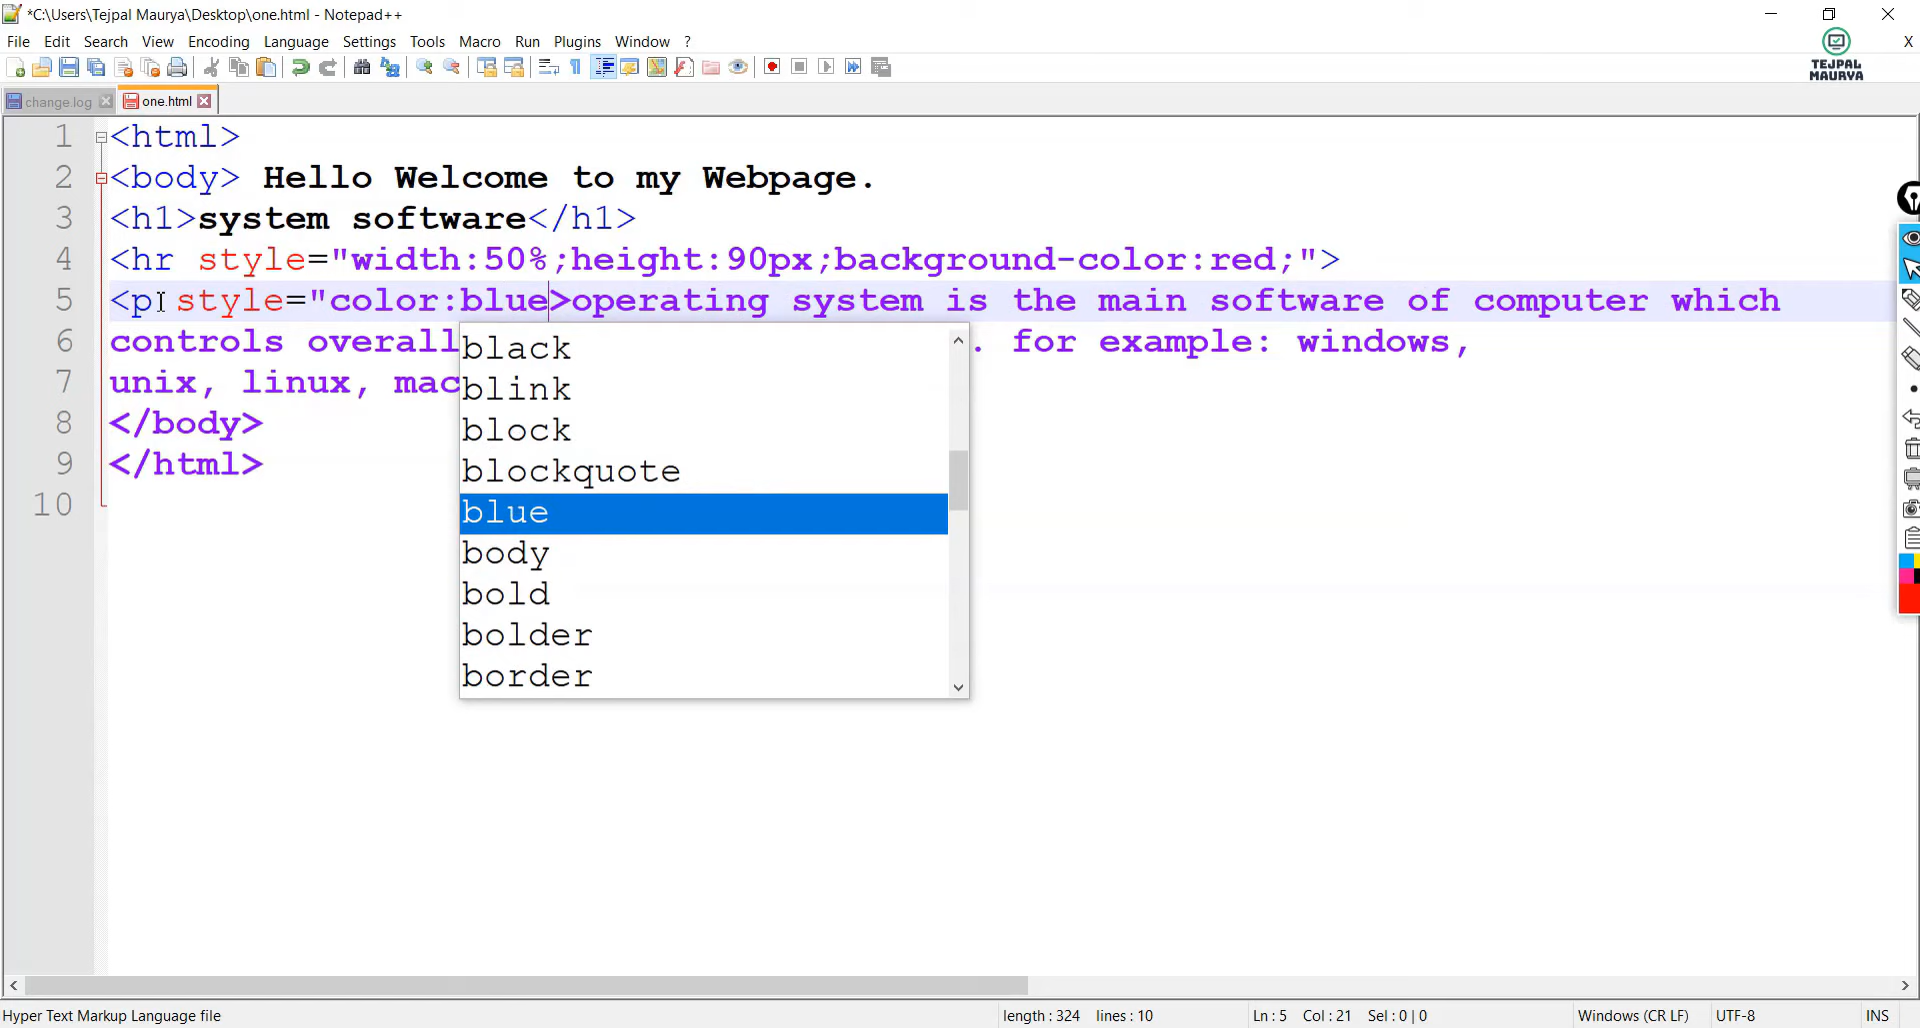 *C:\Users\Tejpal Maurya\Desktop\one.html - Notepad++
File Edit Search View Encoding Language Settings Tools Macro Run Plugins Window ? X
TEJPAL
MAURYA
change.log one.html
1 <html>
2 <body> Hello Welcome to my Webpage.
3 <h1>system software</h1>
4 <hr style="width:50%;height:90px;background-color:red;">
5 <p style="color:blue>operating system is the main software of computer which
6 controls overall . for example: windows,
7 unix, linux, mac
8 </body>
9 </html>
10
black
blink
block
blockquote
blue
body
bold
bolder
border
Hyper Text Markup Language file length : 324 lines : 10 Ln : 5 Col : 21 Sel : 0 | 0 Windows (CR LF) UTF-8 INS